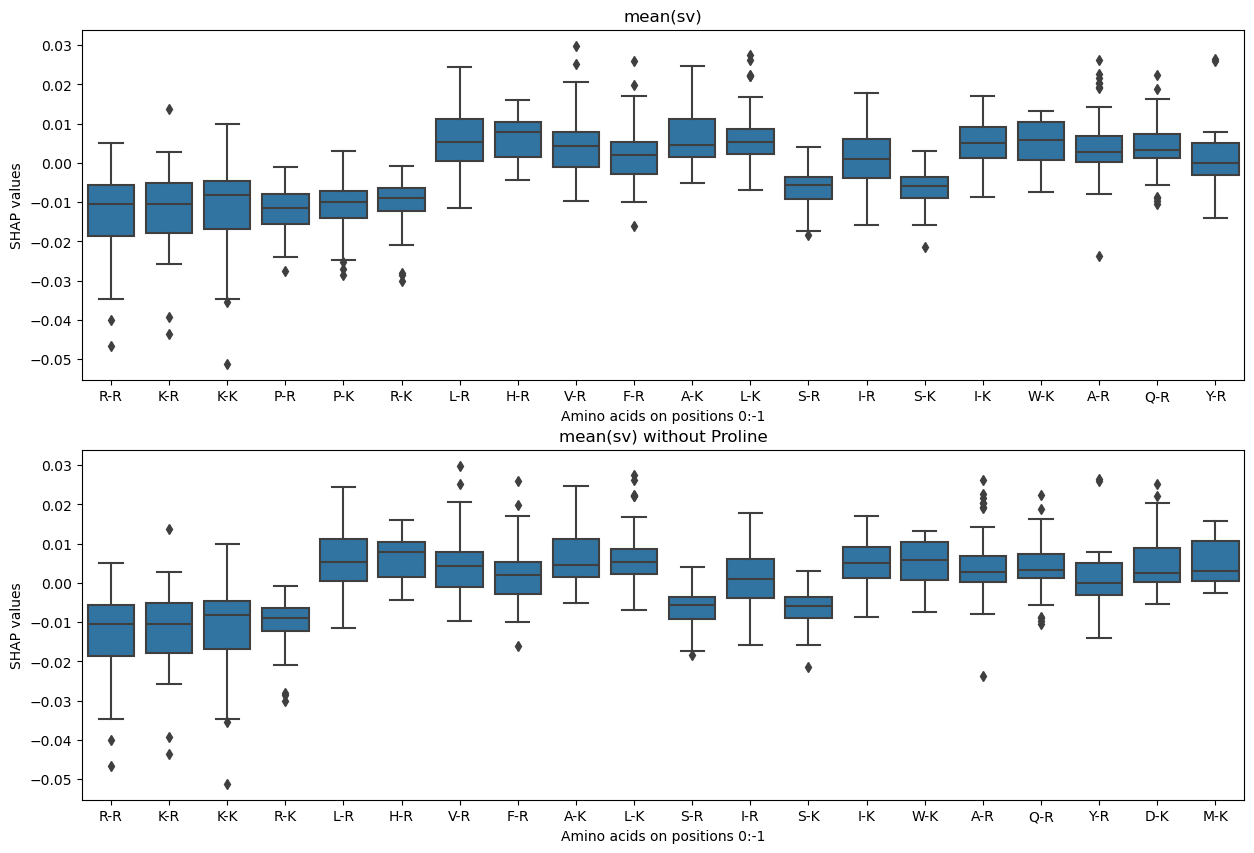 mean(sv)
0.03
0.02
0.01
0.00
−0.01
−0.02
−0.03
−0.04
−0.05
SHAP values
R-R K-R K-K P-R P-K R-K L-R H-R V-R F-R A-K L-K S-R I-R S-K I-K W-K A-R Q-R Y-R
Amino acids on positions 0:-1
mean(sv) without Proline
0.03
0.02
0.01
0.00
−0.01
−0.02
−0.03
−0.04
−0.05
SHAP values
R-R K-R K-K R-K L-R H-R V-R F-R A-K L-K S-R I-R S-K I-K W-K A-R Q-R Y-R D-K M-K
Amino acids on positions 0:-1